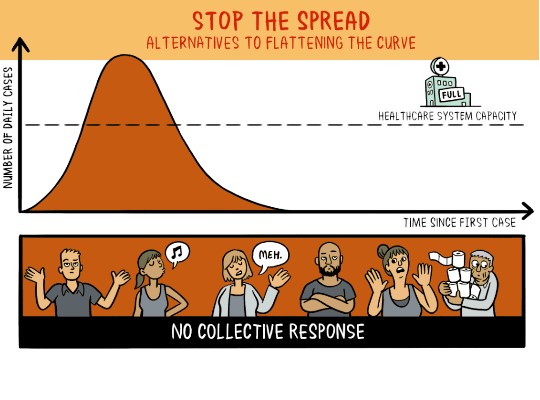 STOP THE SPREAD
ALTERNATIVES TO FLATTENING THE CURVE
NUMBER OF DAILY CASES
FULL
HEALTHCARE SYSTEM CAPACITY
TIME SINCE FIRST CASE
MEH.
NO COLLECTIVE RESPONSE